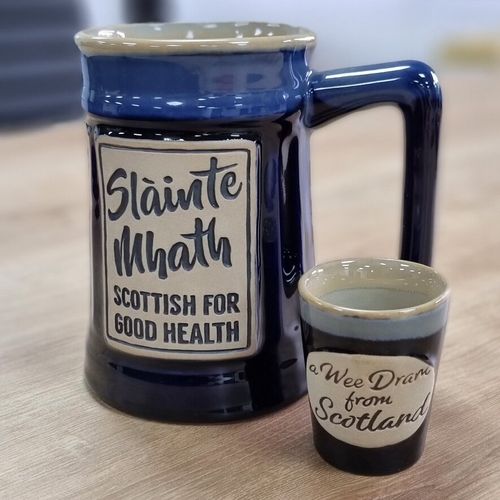 Slàinte
Mhath
SCOTTISH FOR
GOOD HEALTH
a Wee Dram
from
Scotland